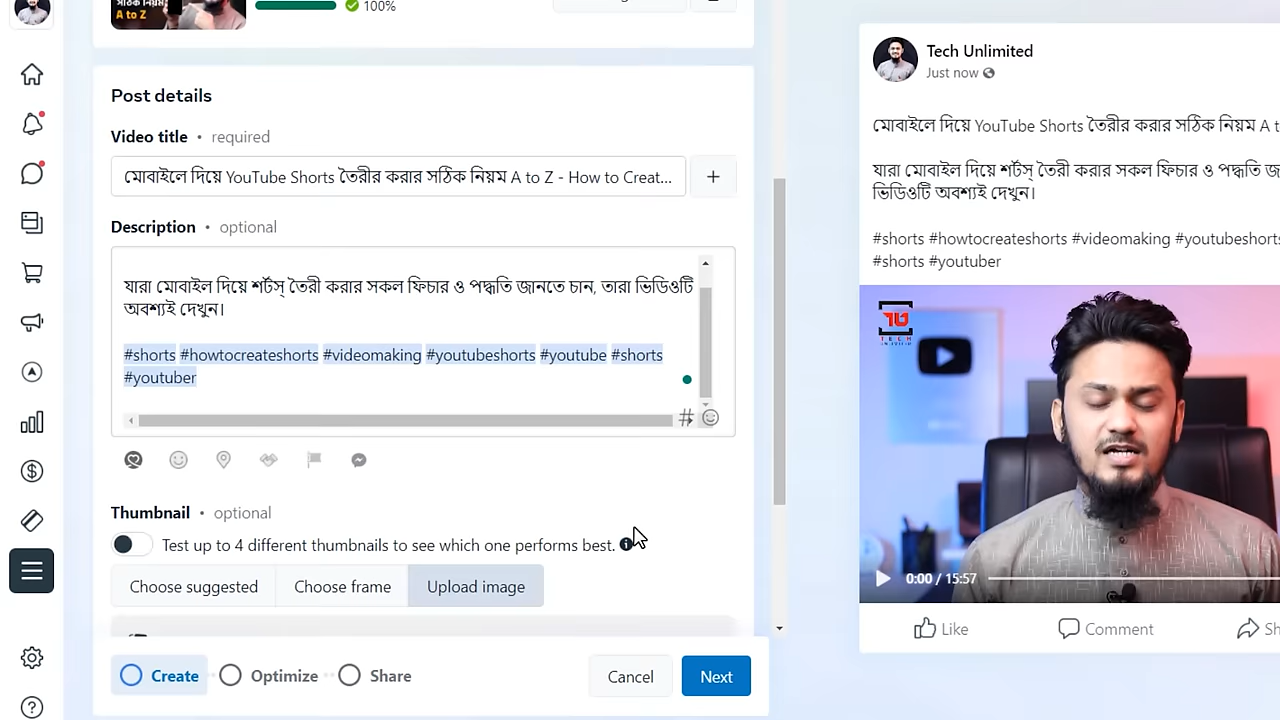 A to Z
100%
Post details
Video title • required
মোবাইলে দিয়ে YouTube Shorts তৈরীর করার সঠিক নিয়ম A to Z - How to Creat...
Description • optional
যারা মোবাইল দিয়ে শর্টস্ তৈরী করার সকল ফিচার ও পদ্ধতি জানতে চান, তারা ভিডিওটি
অবশ্যই দেখুন।
#shorts #howtocreateshorts #videomaking #youtubeshorts #youtube #shorts
#youtuber
Thumbnail • optional
Test up to 4 different thumbnails to see which one performs best.
Choose suggested Choose frame Upload image
Create Optimize Share Cancel Next
Tech Unlimited
Just now
মোবাইলে দিয়ে YouTube Shorts তৈরীর করার সঠিক নিয়ম A t
যারা মোবাইল দিয়ে শর্টস্ তৈরী করার সকল ফিচার ও পদ্ধতি জ
ভিডিওটি অবশ্যই দেখুন।
#shorts #howtocreateshorts #videomaking #youtubeshorts
#shorts #youtuber
TECH
0:00 / 15:57
Like Comment Sh